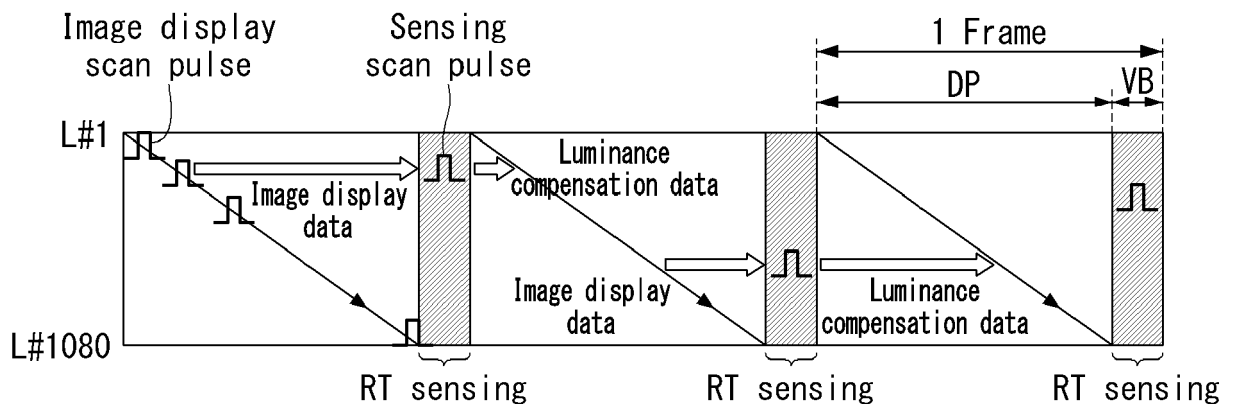 Image display
scan pulse
Sensing
scan pulse
1 Frame
DP
VB
L#1
Image display
data
Luminance
compensation data
Image display
data
Luminance
compensation data
L#1080
RT sensing
RT sensing
RT sensing